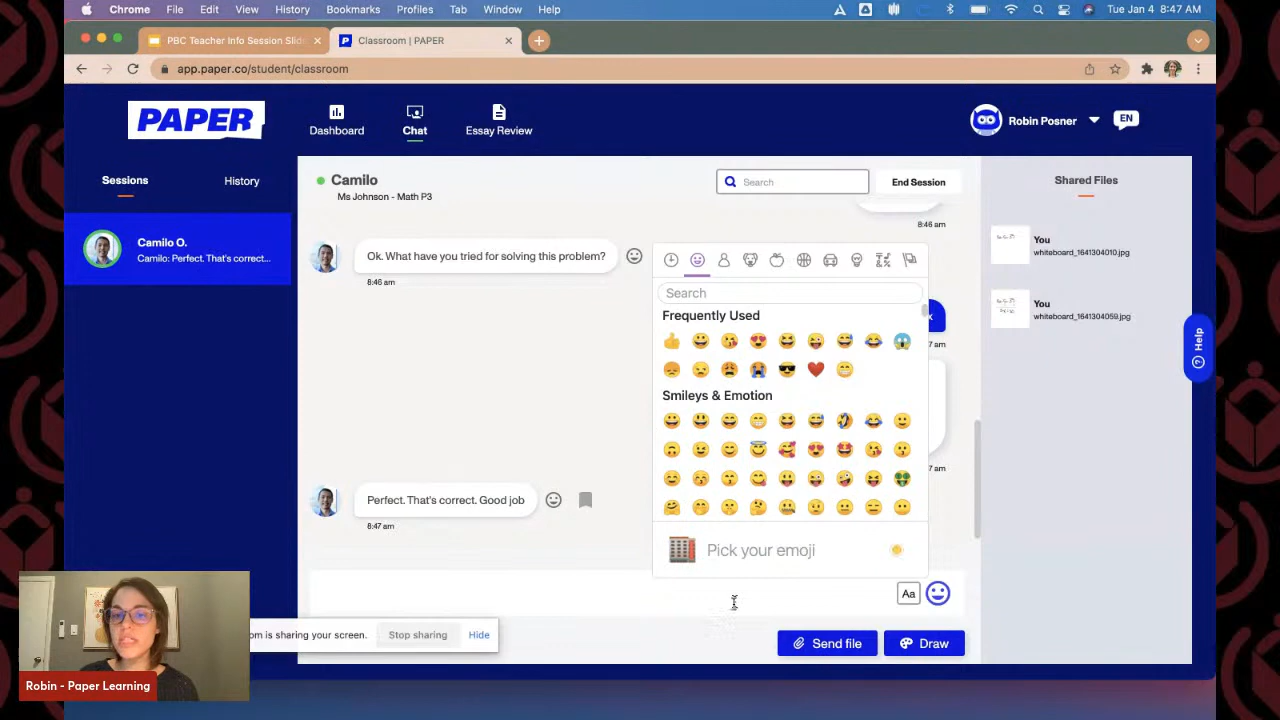 Chrome File Edit View History Bookmarks Profiles Tab Window Help Tue Jan 4 8:47 AM
PBC Teacher Info Session Slid
Classroom | PAPER
app.paper.co/student/classroom
PAPER
Dashboard
Chat
Essay Review
Robin Posner
EN
Sessions
History
Camilo O.
Camilo: Perfect. That's correct...
Camilo
Ms Johnson - Math P3
Search
End Session
8:46 am
Ok. What have you tried for solving this problem?
8:46 am
Search
Frequently Used
Smileys & Emotion
Pick your emoji
x
7 am
7 am
Perfect. That's correct. Good job
8:47 am
Aa
Send file
Draw
Shared Files
You
whiteboard_1641304010.jpg
You
whiteboard_1641304059.jpg
Help
om is sharing your screen.
Stop sharing
Hide
Robin - Paper Learning